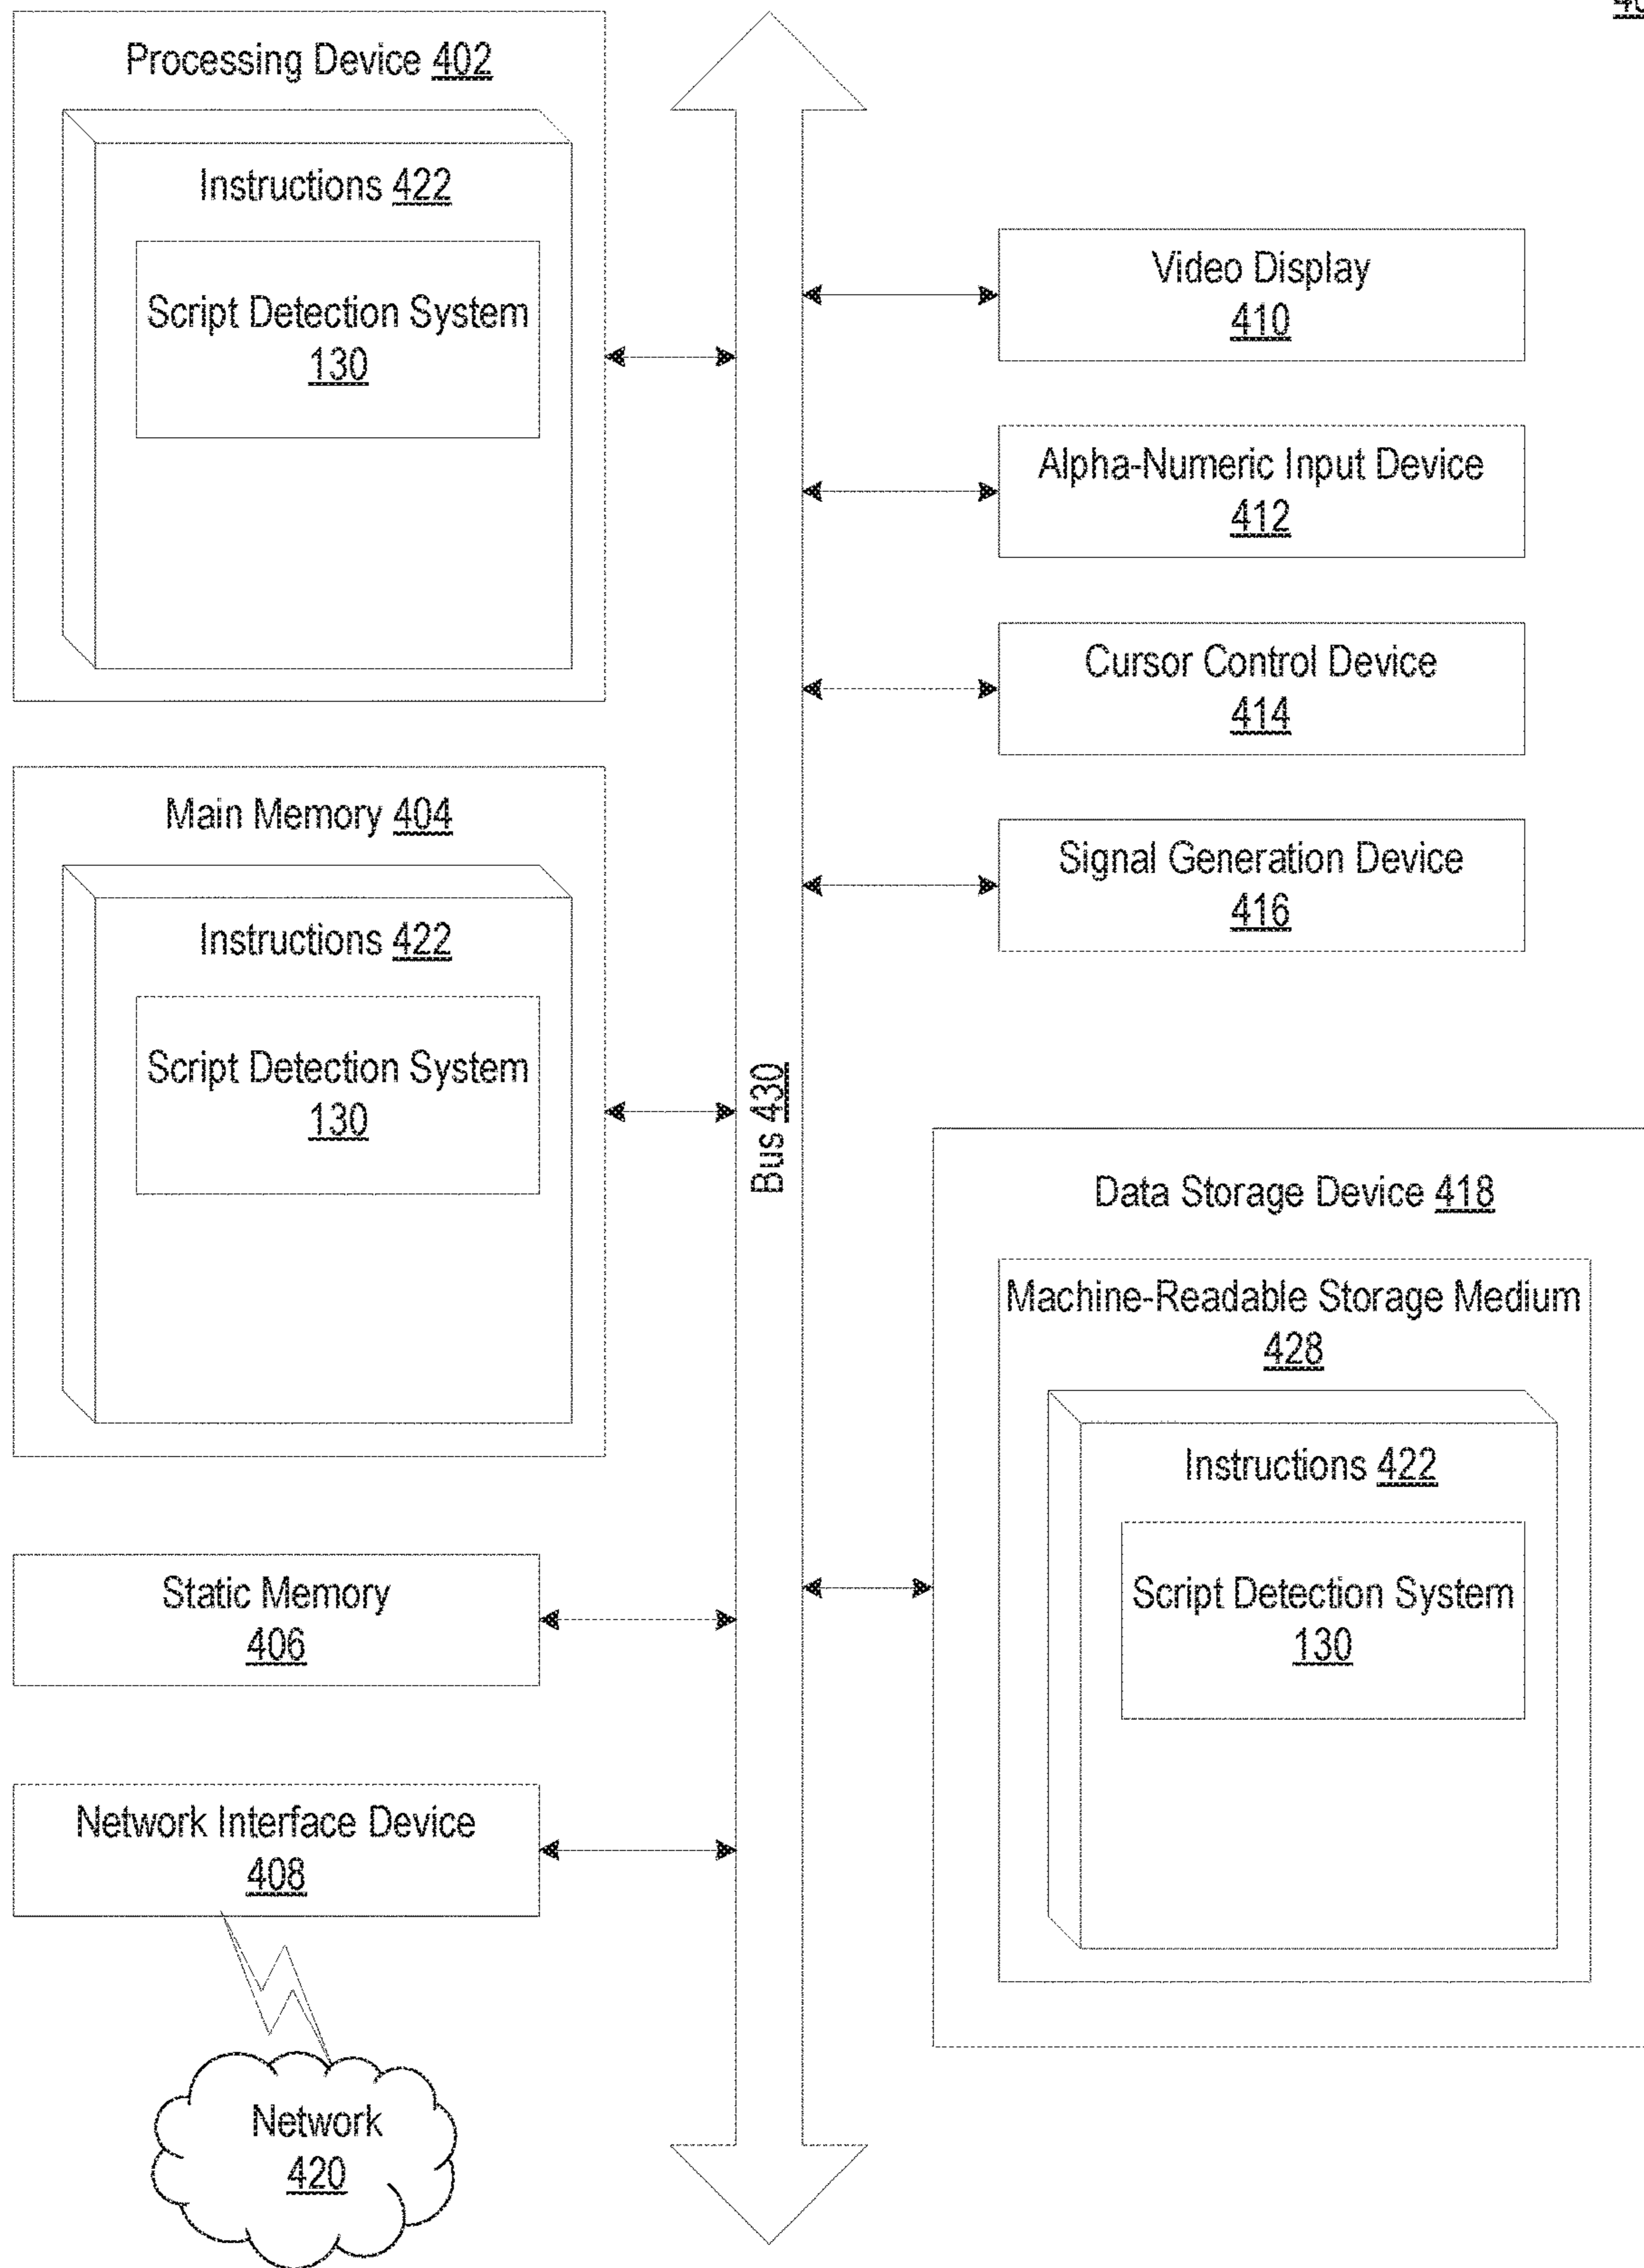 Processing Device 402
Instructions 422
Script Detection System
130
Main Memory 404
Instructions 422
Script Detection System
130
Static Memory
406
Network Interface Device
408
Network
420
Bus 430
Video Display
410
Alpha-Numeric Input Device
412
Cursor Control Device
414
Signal Generation Device
416
Data Storage Device 418
Machine-Readable Storage Medium
428
Instructions 422
Script Detection System
130